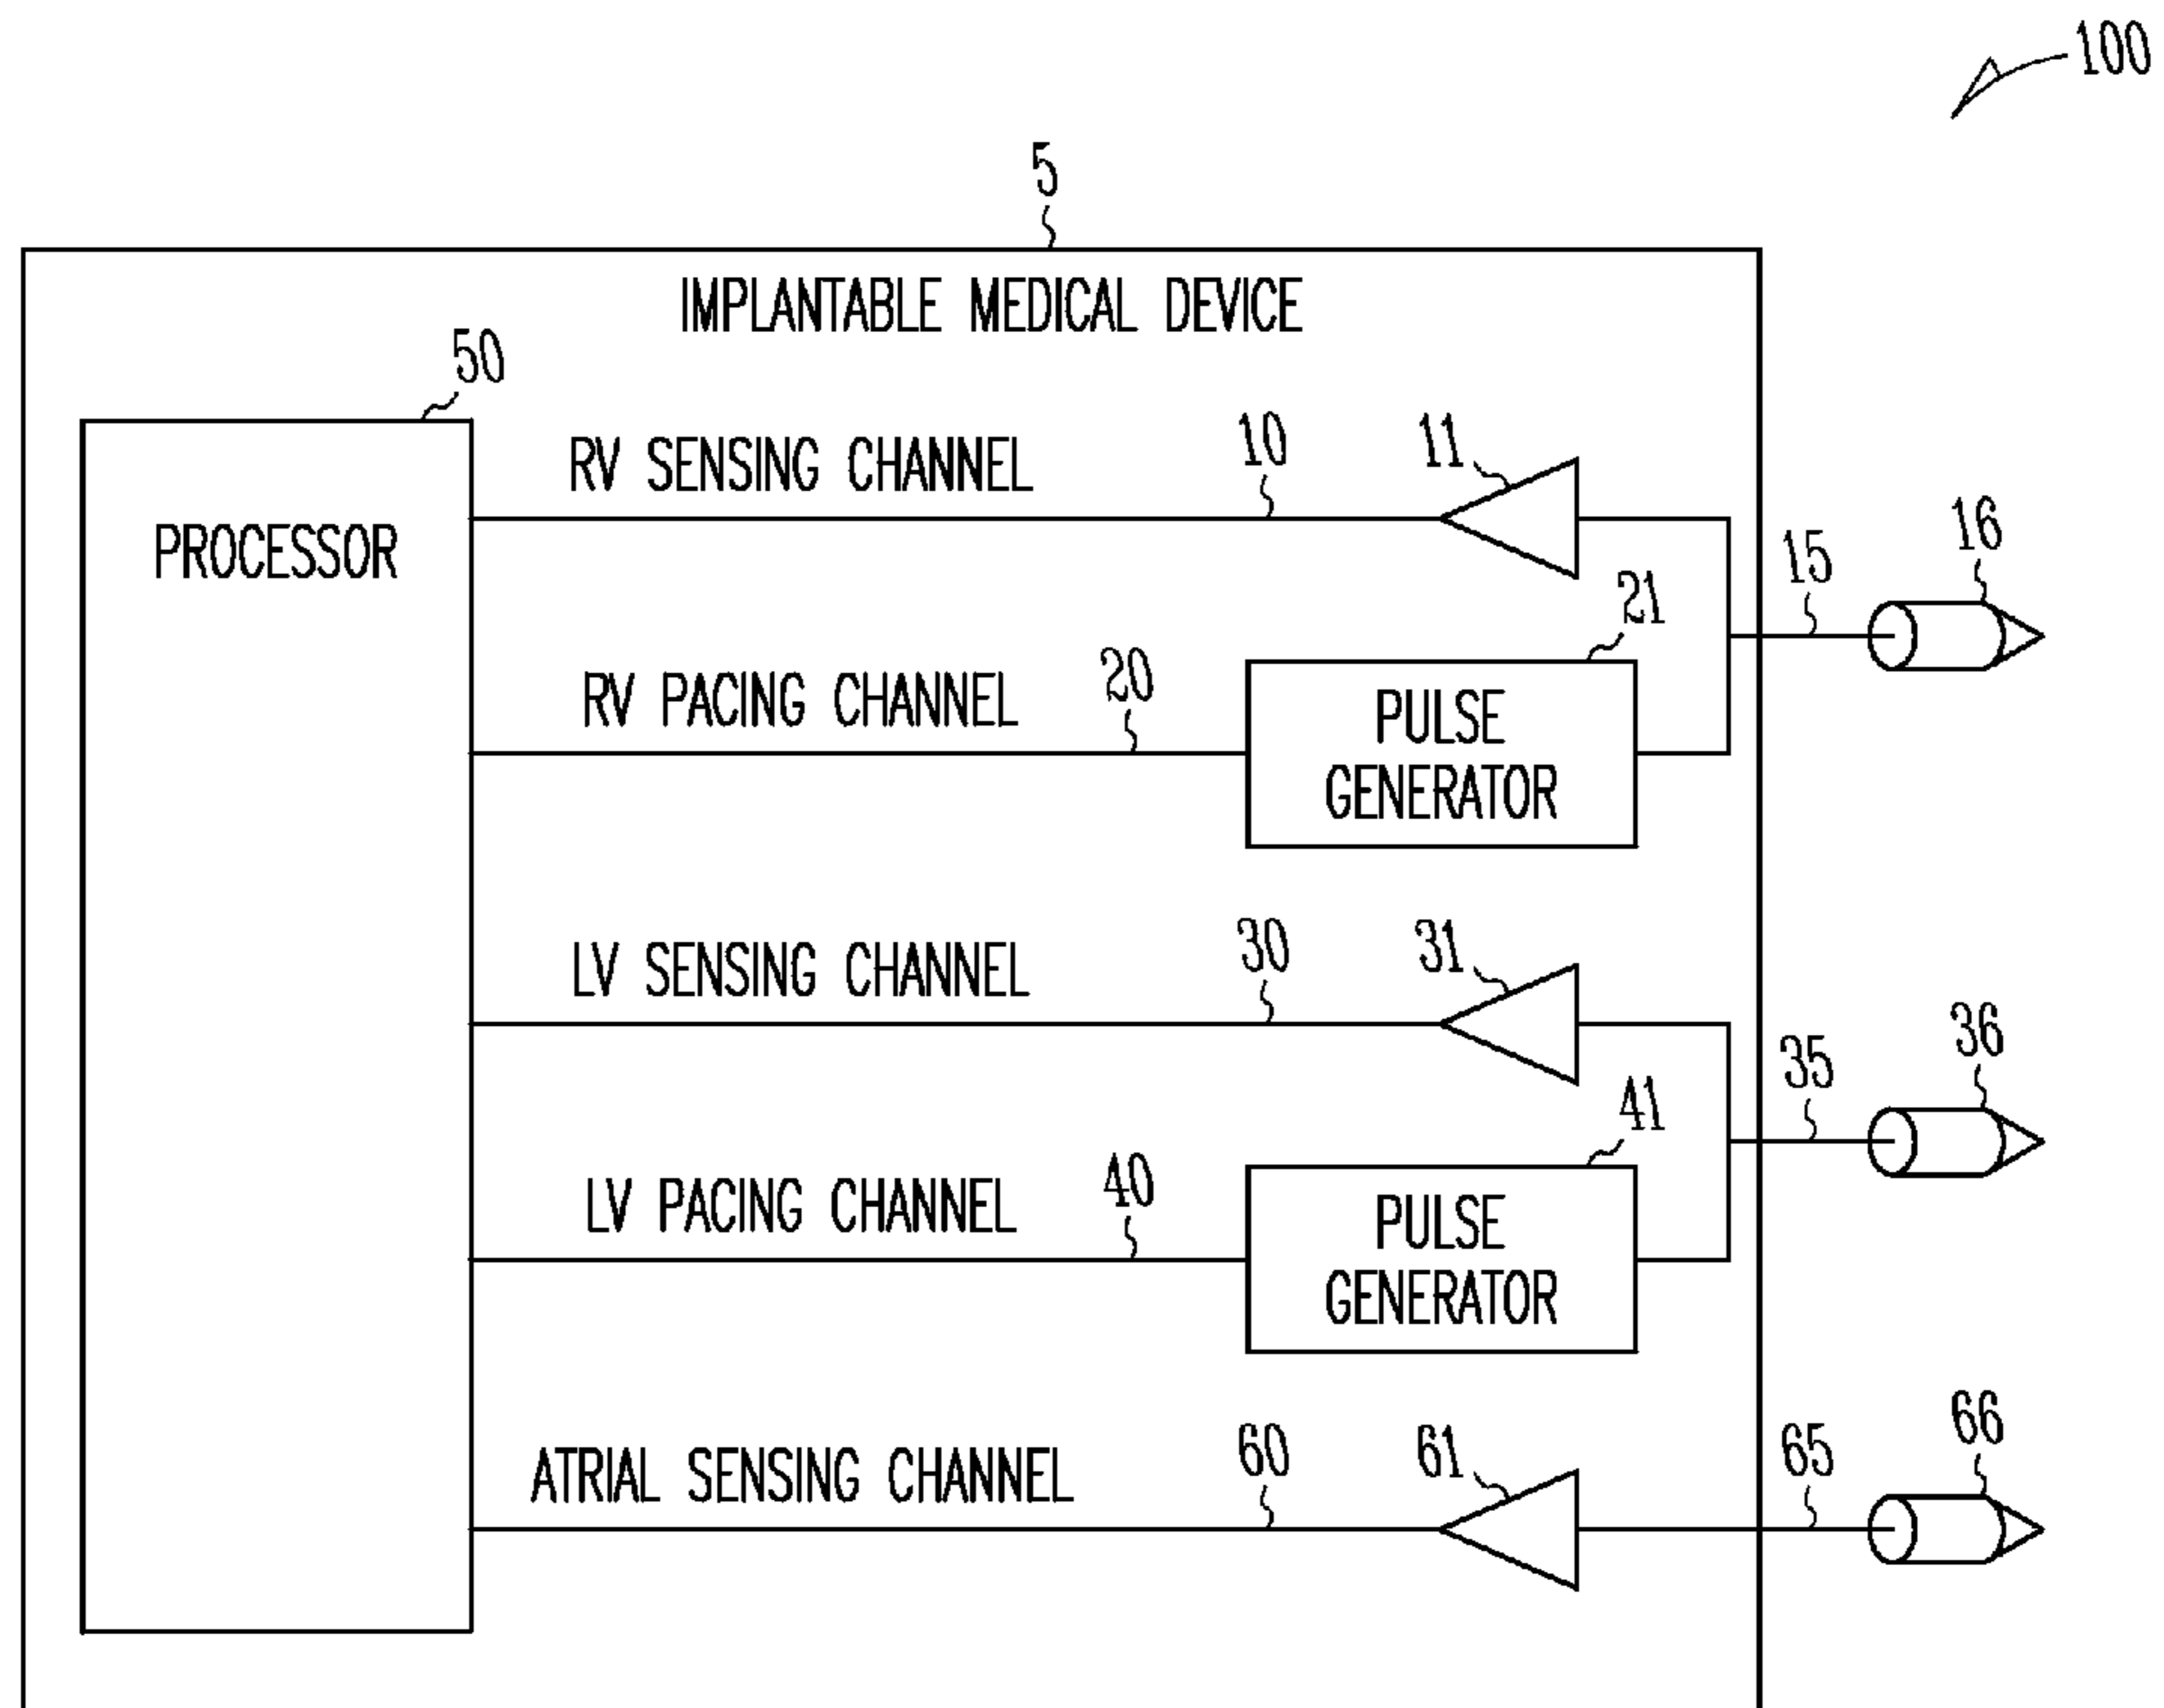 100
5
IMPLANTABLE MEDICAL DEVICE
50
PROCESSOR
RV SENSING CHANNEL
10
11
15
16
RV PACING CHANNEL
20
21
PULSE
GENERATOR
LV SENSING CHANNEL
30
31
35
36
LV PACING CHANNEL
40
41
PULSE
GENERATOR
ATRIAL SENSING CHANNEL
60
61
65
66